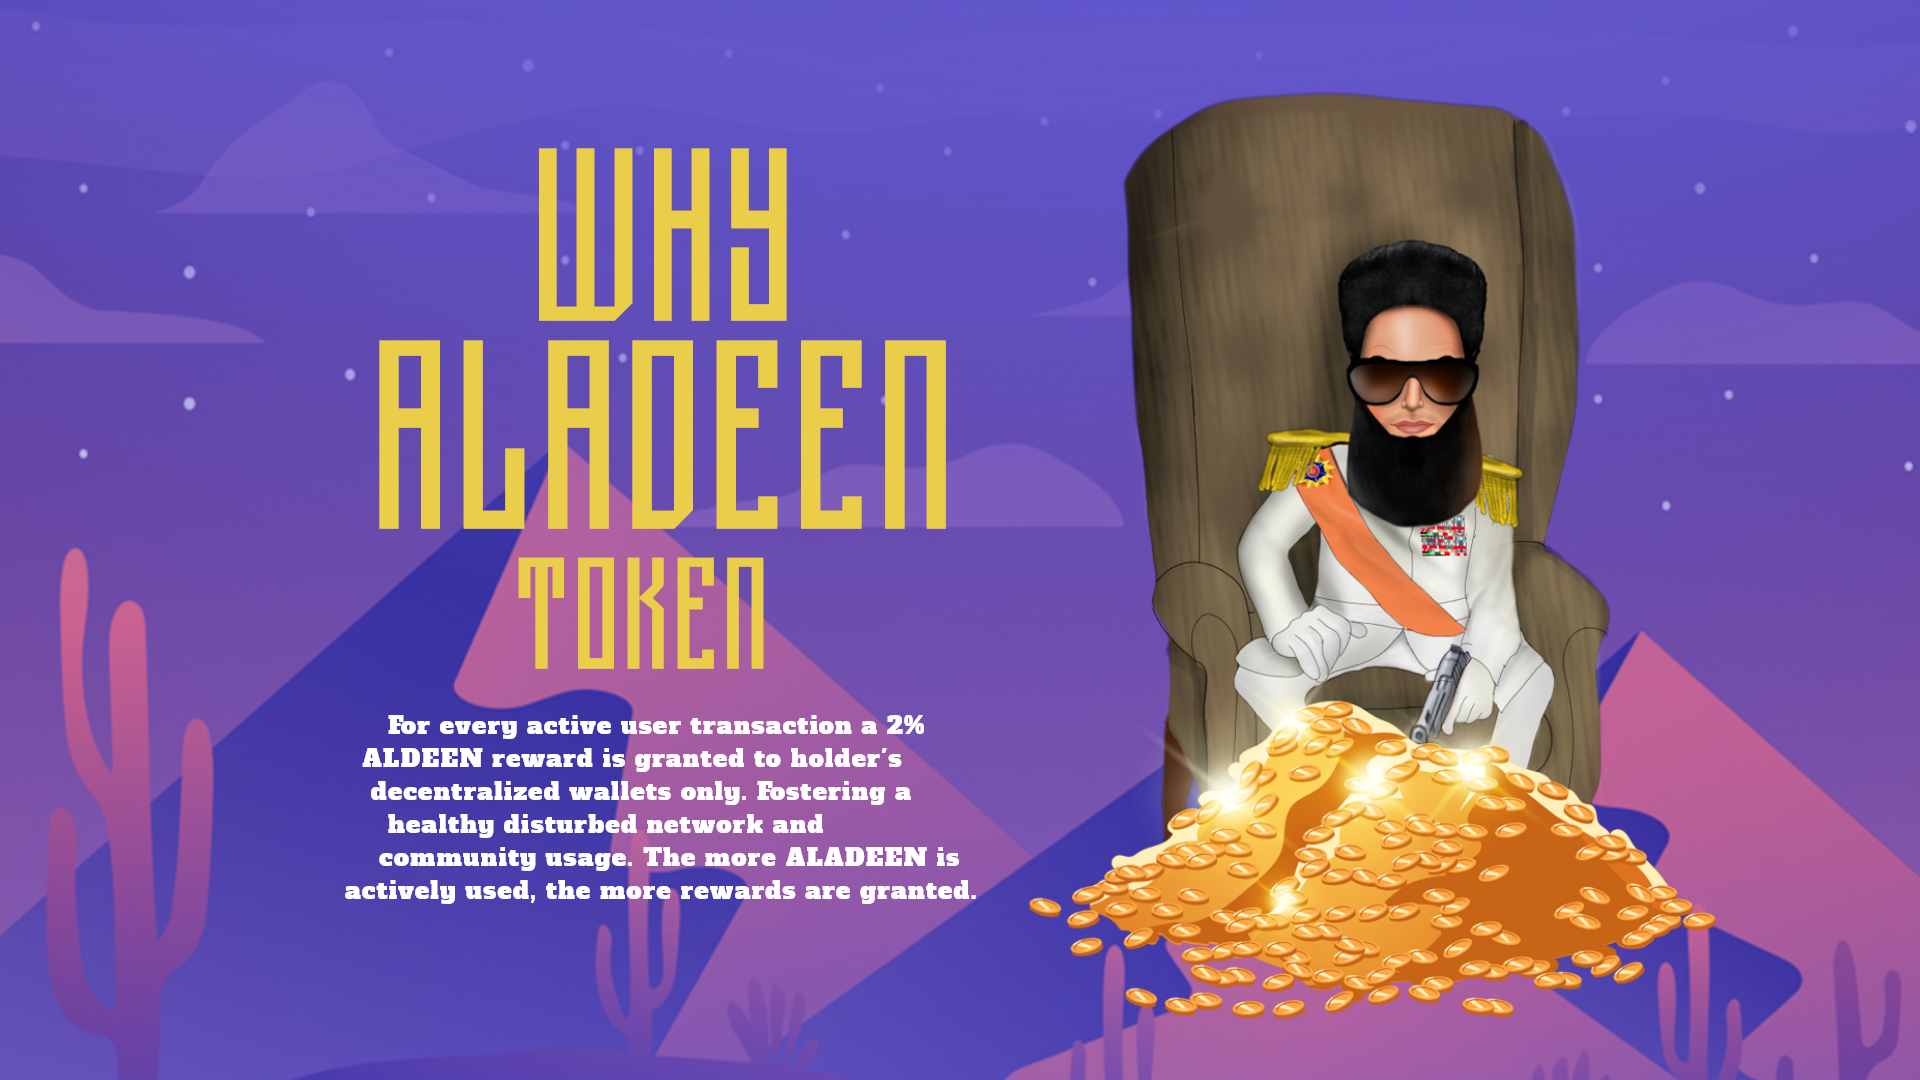 WHY
ALADEEN
TOKEN
For every active user transaction a 2%
ALDEEN reward is granted to holder's
decentralized wallets only. Fostering a
healthy disturbed network and
community usage. The more ALADEEN is
actively used, the more rewards are granted.